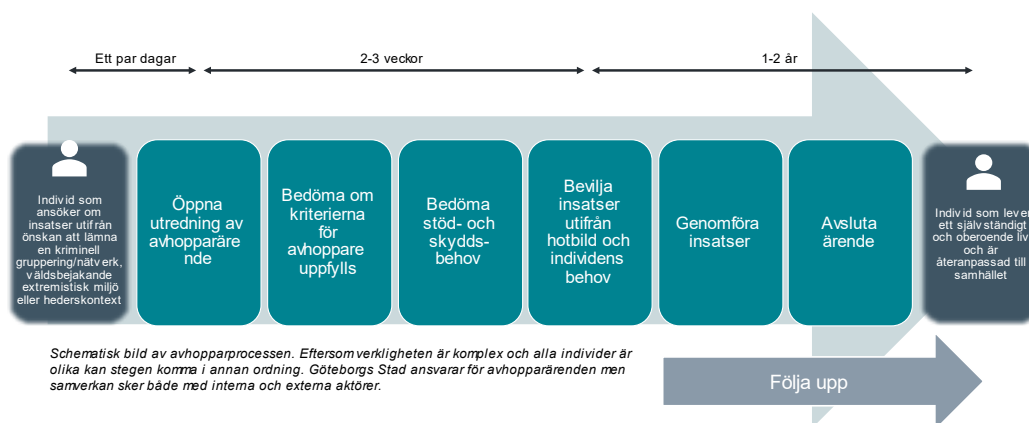 Ett par dagar
2-3 veckor
1-2 år
Individ som
ansöker om
insatser utifrån
önskan att lämna
en kriminell
gruppering/nätverk,
våldsbejakande
extremistisk miljö
eller hederskontext
Öppna
utredning av
avhopparäre
nde
Bedöma om
kriterierna
för
avhoppare
uppfylls
Bedöma
stöd- och
skydds-
behov
Bevilja
insatser
utifrån
hotbild och
individens
behov
Genomföra
insatser
Avsluta
ärende
Individ som lever
ett självständigt
och oberoende liv
och är
återanpassad till
samhället
Schematisk bild av avhopparprocessen. Eftersom verkligheten är komplex och alla individer är
olika kan stegen komma i annan ordning. Göteborgs Stad ansvarar för avhopparärenden men
samverkan sker både med interna och externa aktörer.
Följa upp